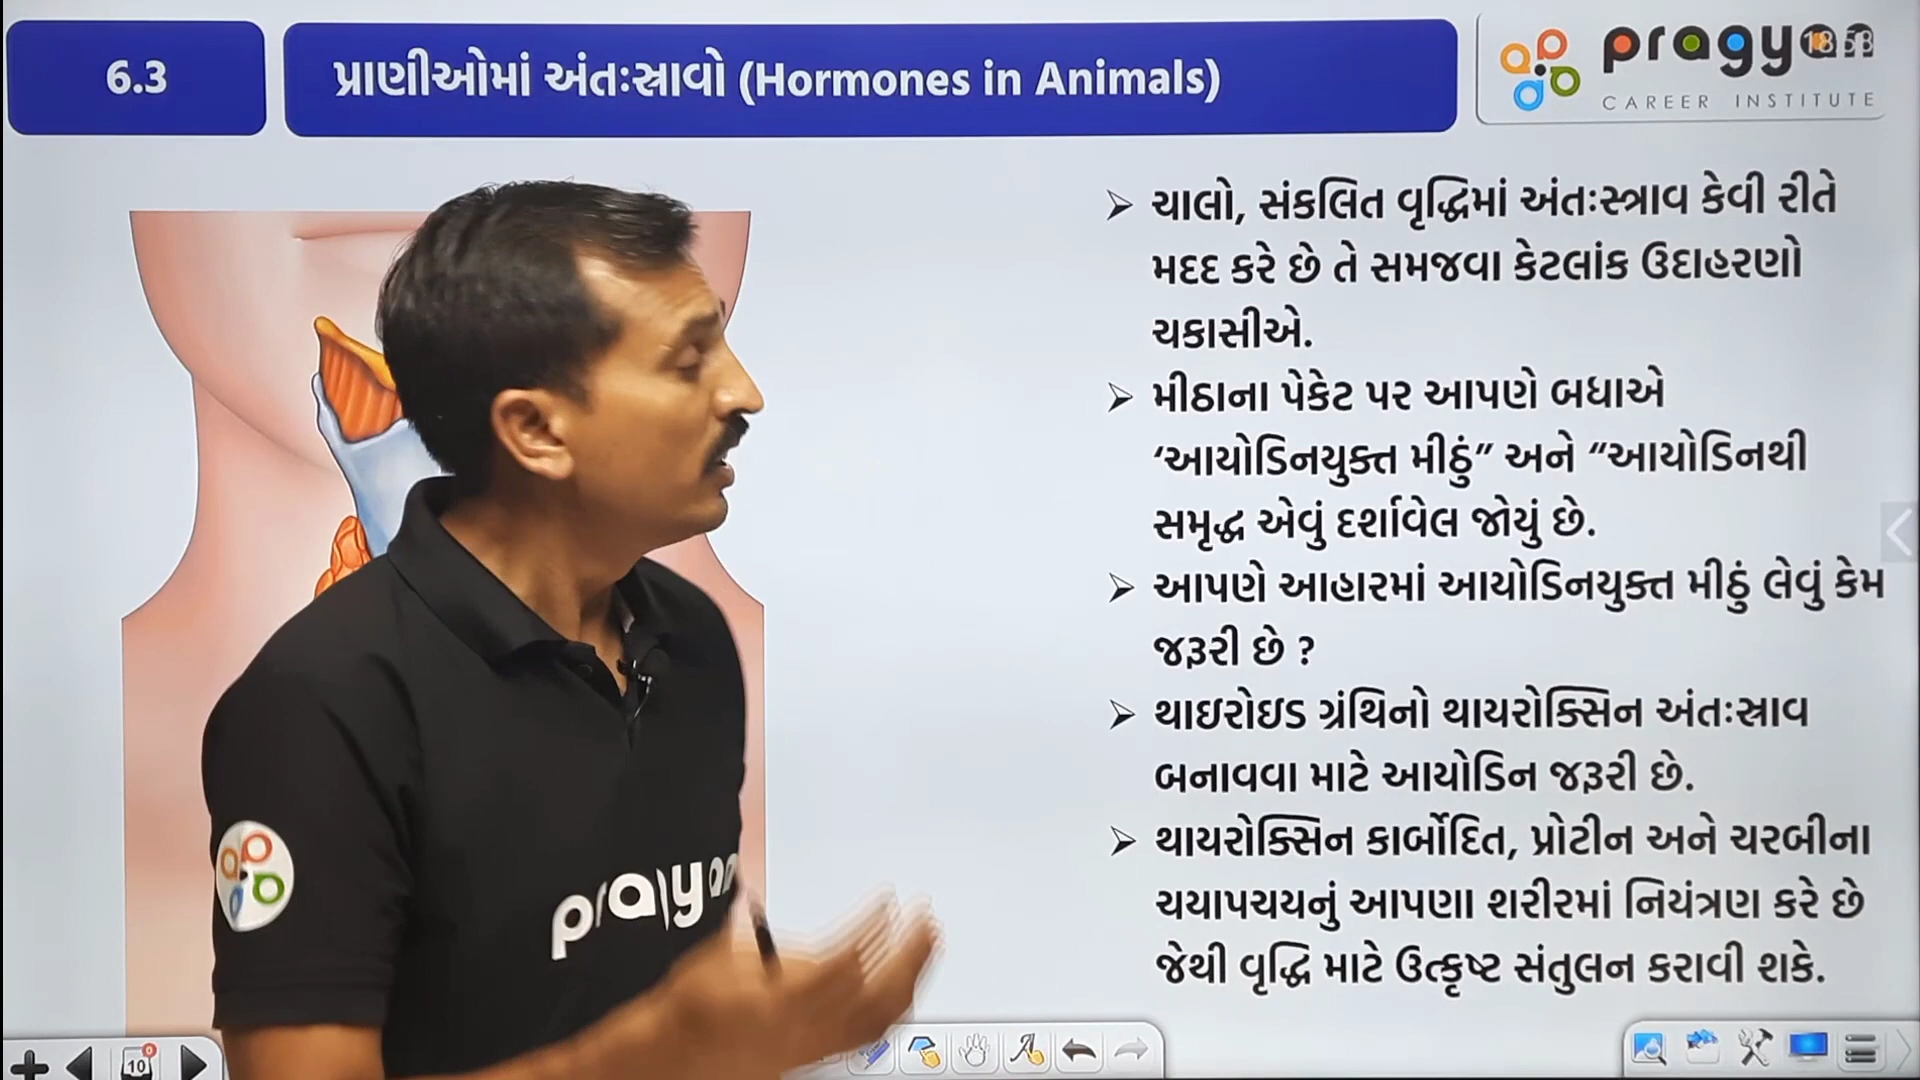 6.3
પ્રાણીઓમાં અંતઃસ્રાવો (Hormones in Animals)
pragyan
CAREER INSTITUTE
ચાલો, સંકલિત વૃદ્ધિમાં અંતઃસ્ત્રાવ કેવી રીતે
મદદ કરે છે તે સમજવા કેટલાંક ઉદાહરણો
ચકાસીએ.
મીઠાના પેકેટ પર આપણે બધાએ
‘આયોડિનયુક્ત મીઠું” અને “આયોડિનથી
સમૃદ્ધ એવું દર્શાવેલ જોયું છે.
આપણે આહારમાં આયોડિનયુક્ત મીઠું લેવું કેમ
જરૂરી છે ?
થાઇરોઇડ ગ્રંથિનો થાયરોક્સિન અંતઃસ્રાવ
બનાવવા માટે આયોડિન જરૂરી છે.
થાયરોક્સિન કાર્બોદિત, પ્રોટીન અને ચરબીના
ચયાપચયનું આપણા શરીરમાં નિયંત્રણ કરે છે
જેથી વૃદ્ધિ માટે ઉત્કૃષ્ટ સંતુલન કરાવી શકે.
10
0